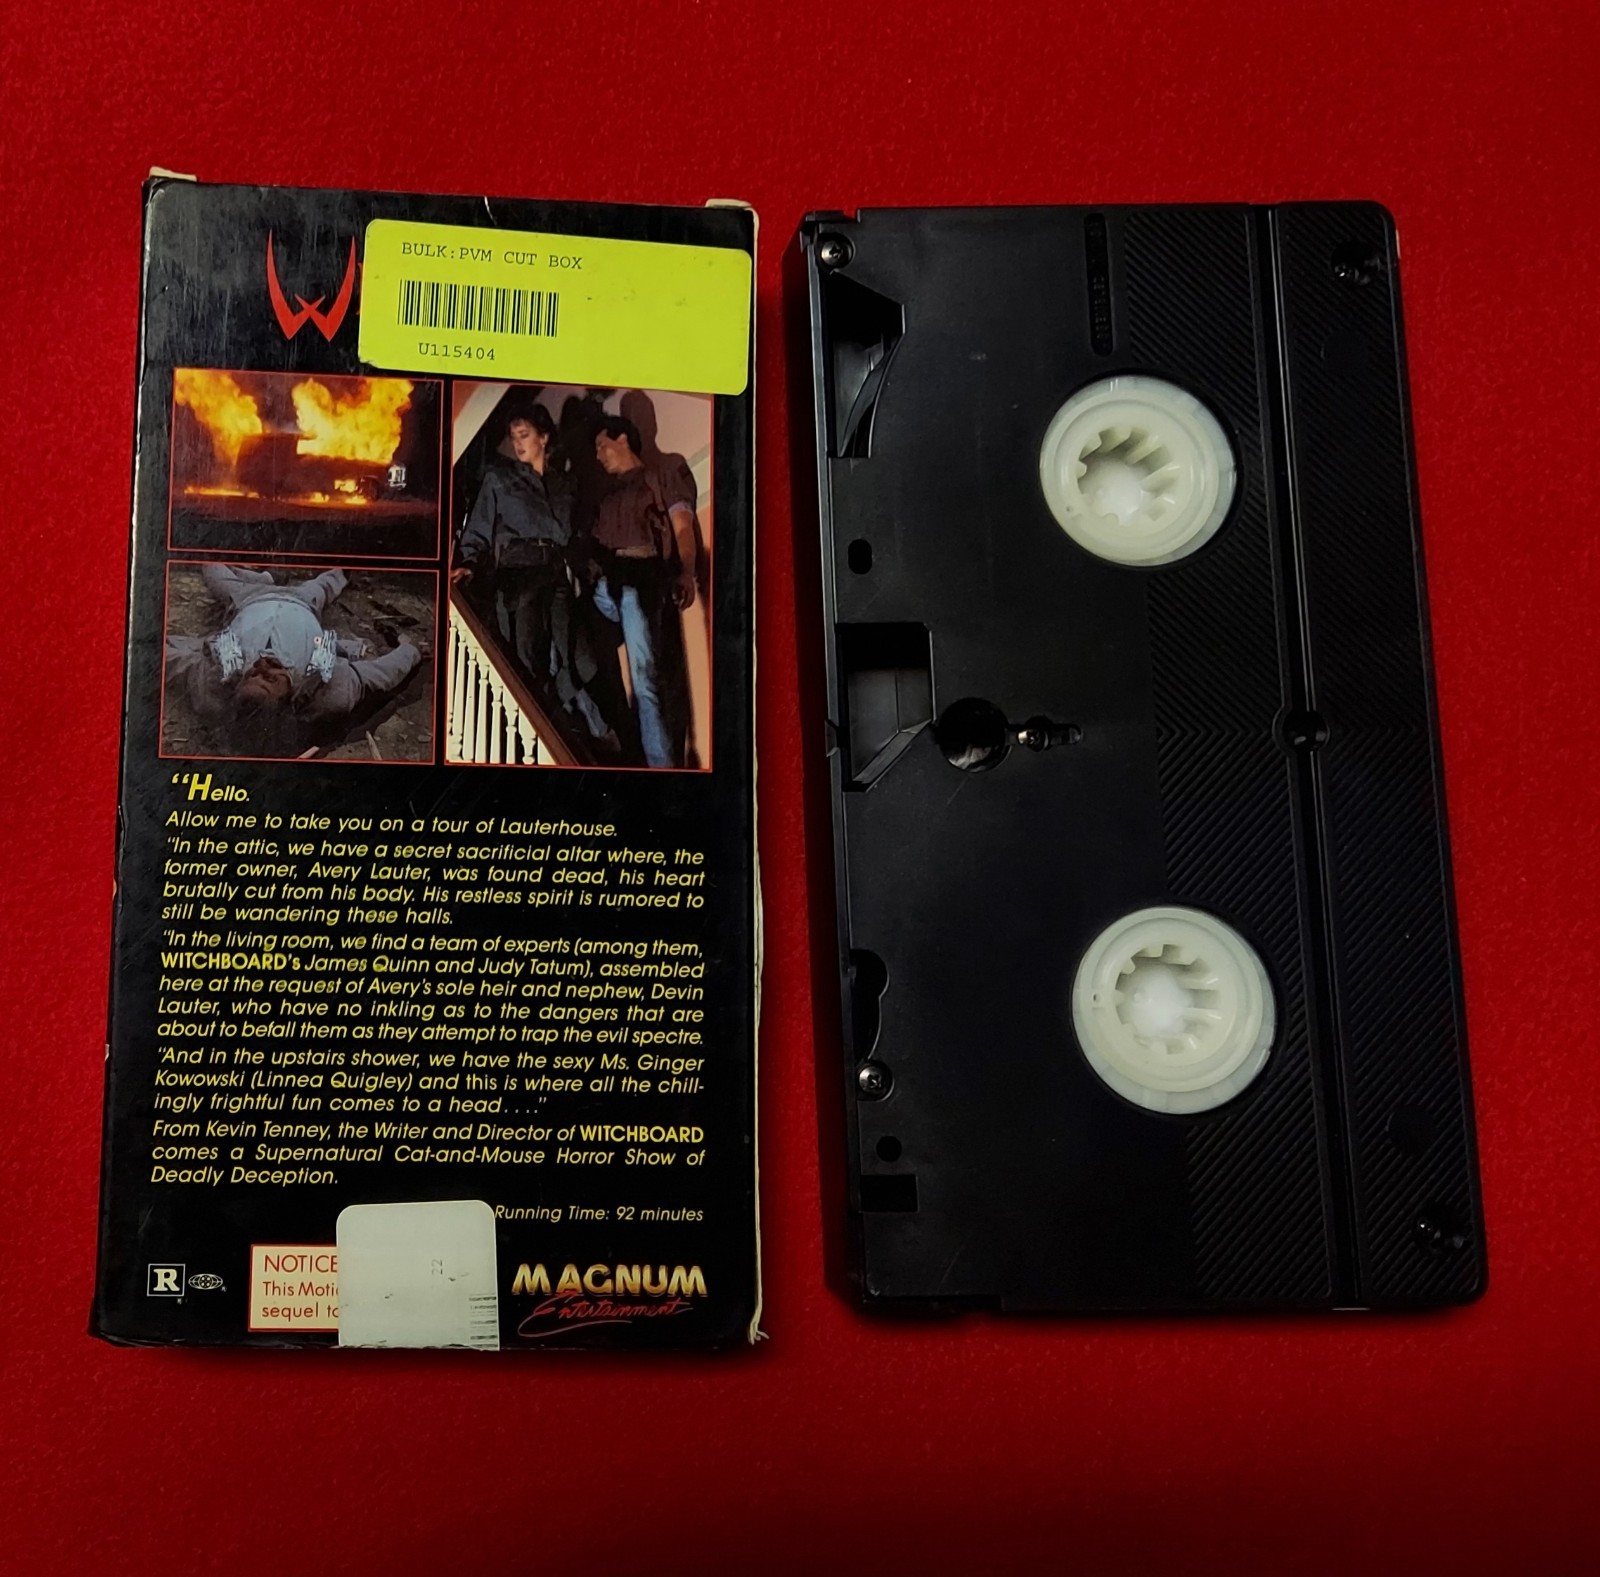 W
BULK:PVM CUT BOX
U115404
“Hello.
Allow me to take you on a tour of Lauterhouse.
“In the attic, we have a secret sacrificial altar where, the
former owner, Avery Lauter, was found dead, his heart
brutally cut from his body. His restless spirit is rumored to
still be wandering these halls.
“In the living room, we find a team of experts (among them,
WITCHBOARD's James Quinn and Judy Tatum), assembled
here at the request of Avery's sole heir and nephew, Devin
Lauter, who have no inkling as to the dangers that are
about to befall them as they attempt to trap the evil spectre.
“And in the upstairs shower, we have the sexy Ms. Ginger
Kowowski (Linnea Quigley) and this is where all the chill-
ingly frightful fun comes to a head....”
From Kevin Tenney, the Writer and Director of WITCHBOARD
comes a Supernatural Cat-and-Mouse Horror Show of
Deadly Deception.
Running Time: 92 minutes
R
NOTICE
This Moti
sequel to
22
MAGNUM
Entertainment